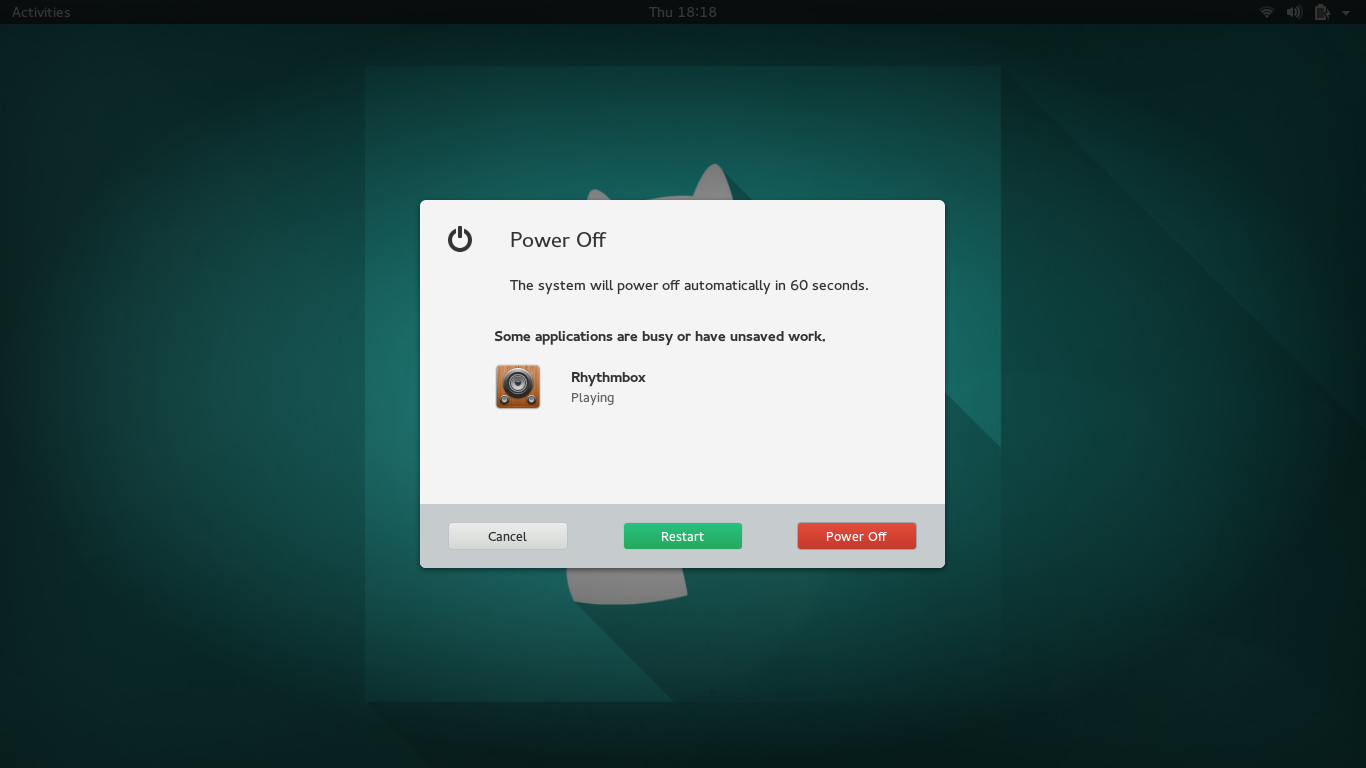 Activities
Thu 18:18
Power Off
The system will power off automatically in 60 seconds.
Some applications are busy or have unsaved work.
Rhythmbox
Playing
Cancel
Restart
Power Off